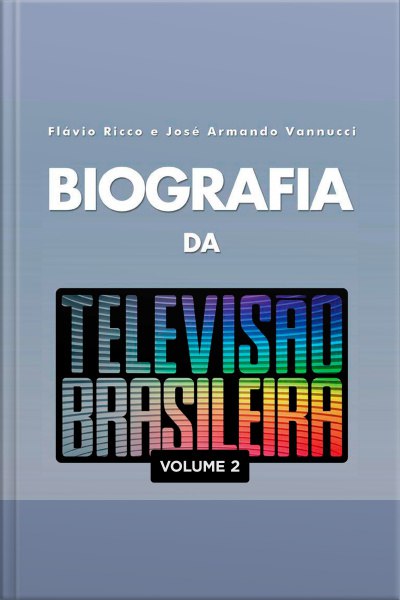 Flávio Ricco e José Armando Vannucci
BIOGRAFIA
DA
TELEVISÃO
BRASILEIRA
VOLUME 2